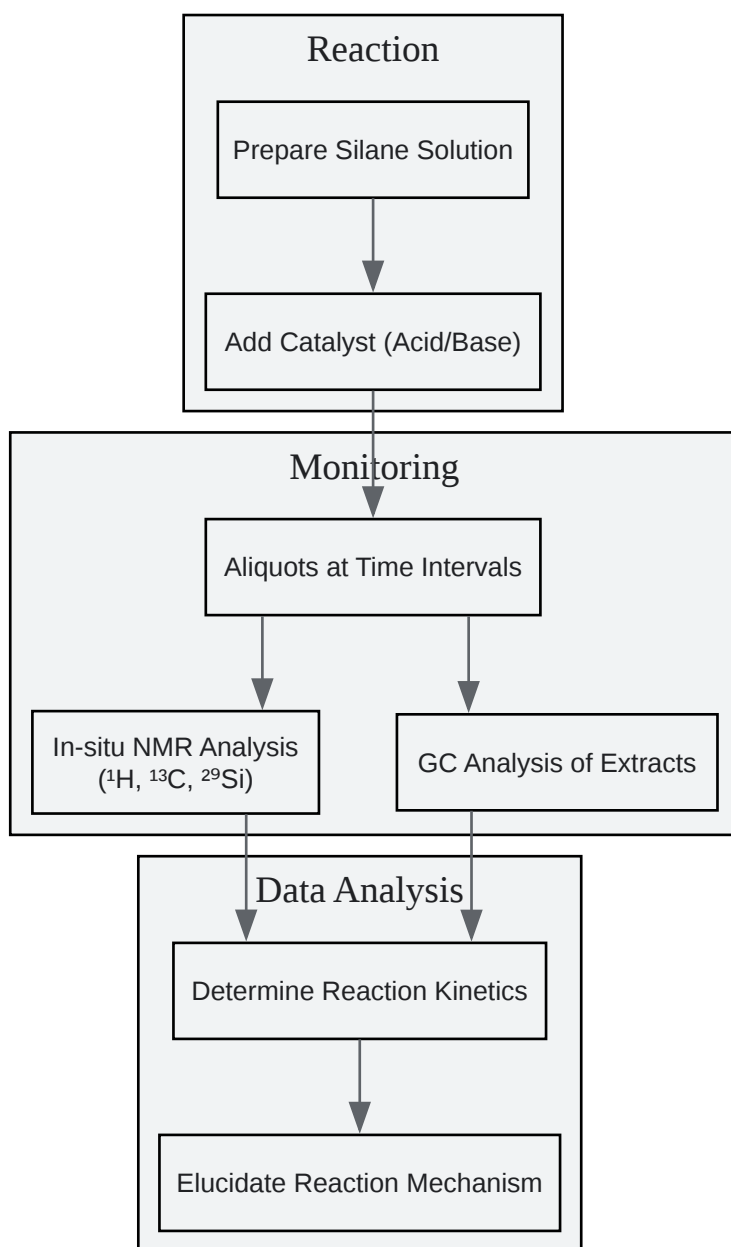 Reaction
Prepare Silane Solution
Add Catalyst (Acid/Base)
Monitoring
Aliquots at Time Intervals
In-situ NMR Analysis
(¹H, ¹³C, ²⁹Si)
GC Analysis of Extracts
Data Analysis
Determine Reaction Kinetics
Elucidate Reaction Mechanism